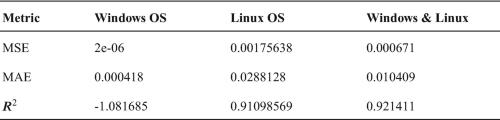 Metric Windows OS Linux OS Windows & Linux
MSE 2e-06 0.00175638 0.000671
MAE 0.000418 0.0288128 0.010409
R² -1.081685 0.91098569 0.921411